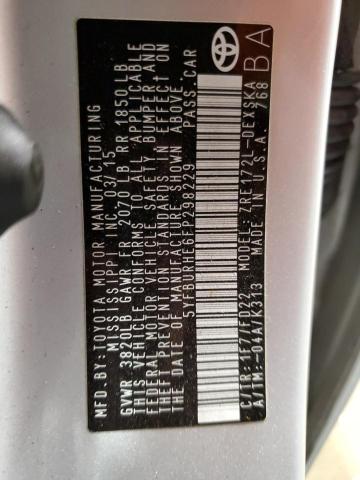 MFD.BY:TOYOTA MOTOR MANUFACTURING
MISSISSIPPI INC.03/15
GVWR 3820LB GAWR FR 2070 LB RR 1850LB
THIS VEHICLE CONFORMS TO ALL APPLICABLE
FEDERAL MOTOR VEHICLE SAFETY BUMPER AND
THEFT PREVENTION STANDARDS IN EFFECT ON
THE DATE OF MANUFACTURE SHOWN ABOVE.
5YFBURHE6FP298229 PASS.CAR
C/TR:1F7/FD22 ZRE172L-DEXSKA
A/TM:-04A/K313 MADE IN U.S.A. 768
BA